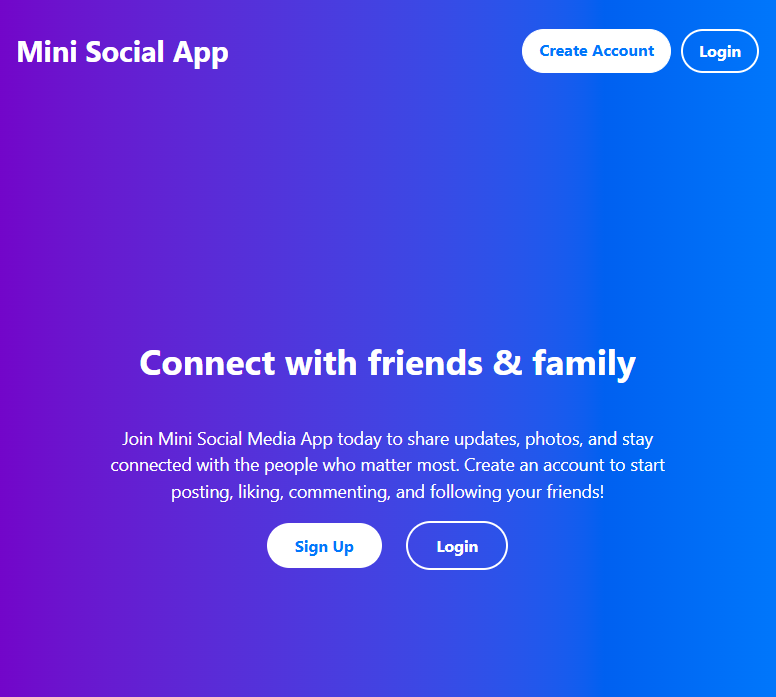 Mini Social App
Create Account
Login
Connect with friends & family
Join Mini Social Media App today to share updates, photos, and stay
connected with the people who matter most. Create an account to start
posting, liking, commenting, and following your friends!
Sign Up
Login